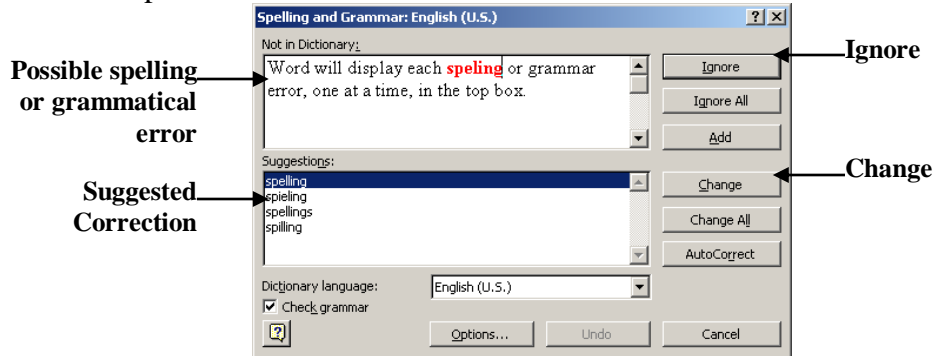 Spelling and Grammar: English (U.S.)
Not in Dictionary:
Word will display each speling or grammar
error, one at a time, in the top box.
Ignore
Ignore All
Add
Suggestions:
spelling
spieling
spellings
spilling
Change
Change All
AutoCorrect
Dictionary language:
English (U.S.)
Check grammar
Options...
Undo
Cancel
Possible spelling
or grammatical
error
Suggested
Correction
Ignore
Change